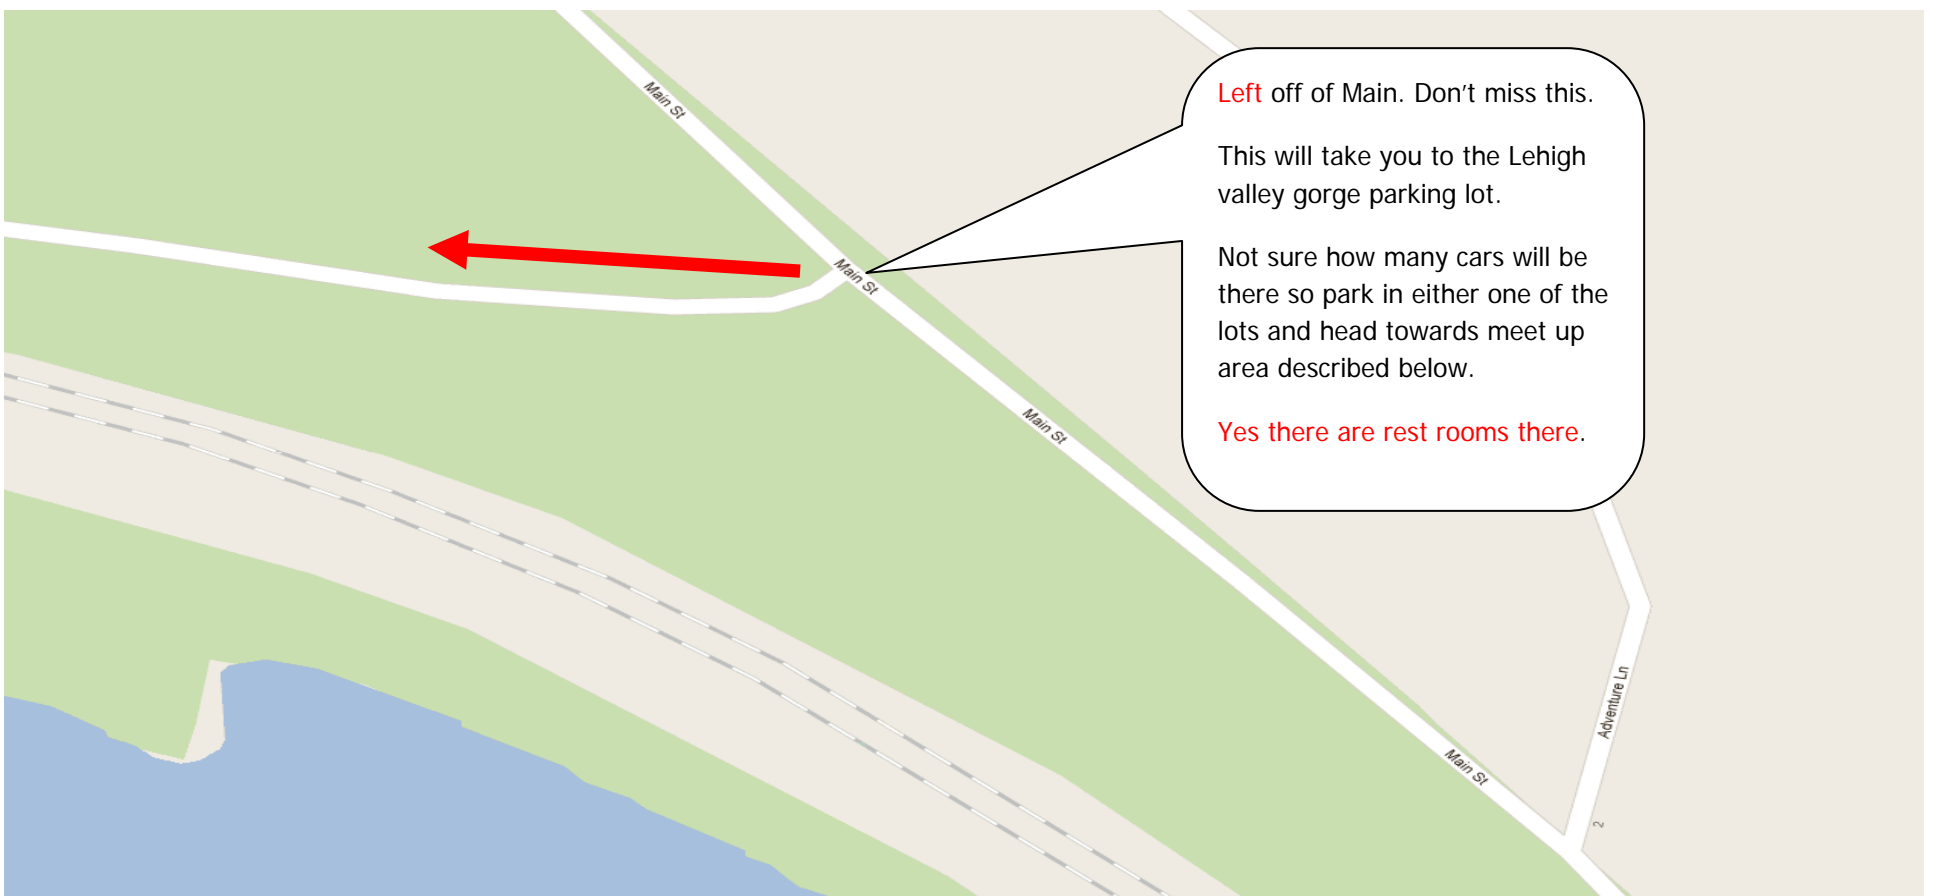 Main St
Left off of Main. Don't miss this.
This will take you to the Lehigh
valley gorge parking lot.
Not sure how many cars will be
there so park in either one of the
lots and head towards meet up
area described below.
Yes there are rest rooms there.
Main St
Main St
Adventure Ln
Main St
2